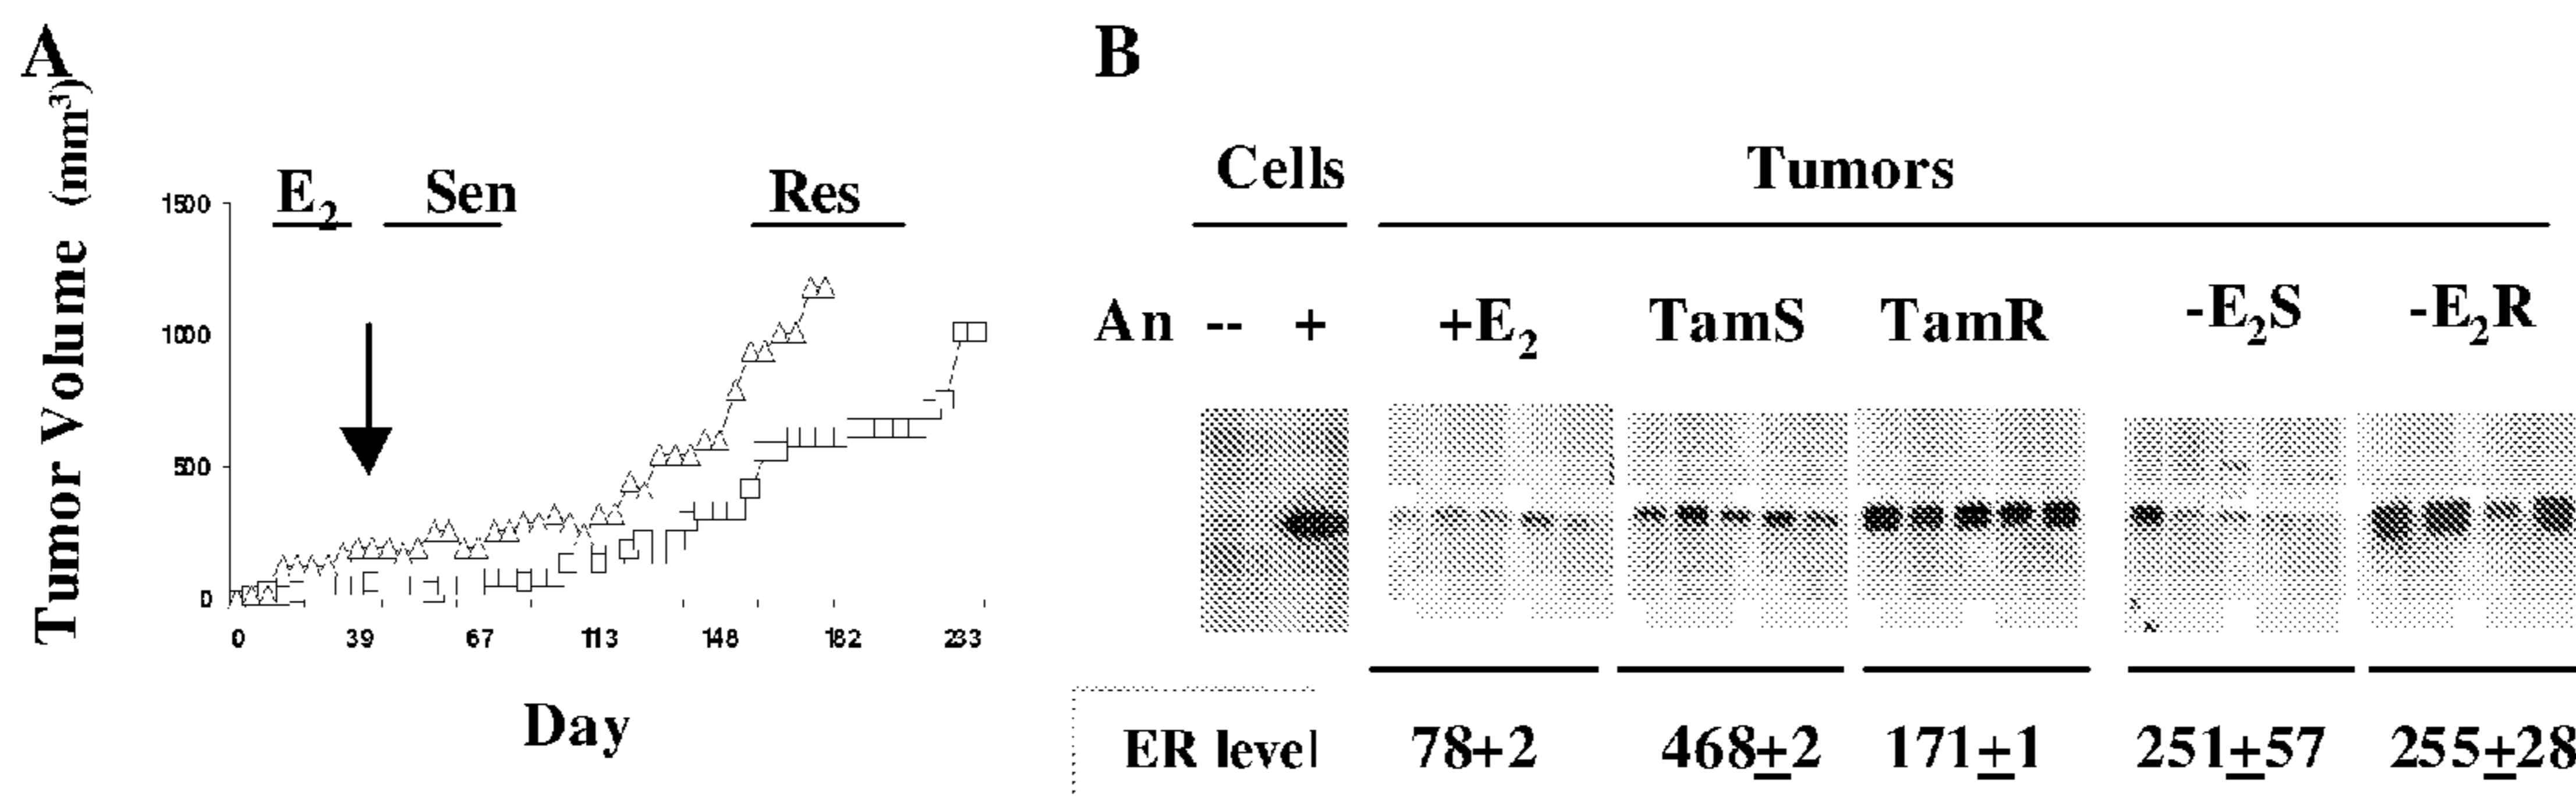 A
Tumor Volume (mm³)
E₂ Sen Res
1500
1000
500
0
0 39 67 113 148 182 233
Day
B
Cells Tumors
An -- + +E₂ TamS TamR -E₂S -E₂R
ER level 78+2 468±2 171±1 251±57 255±28